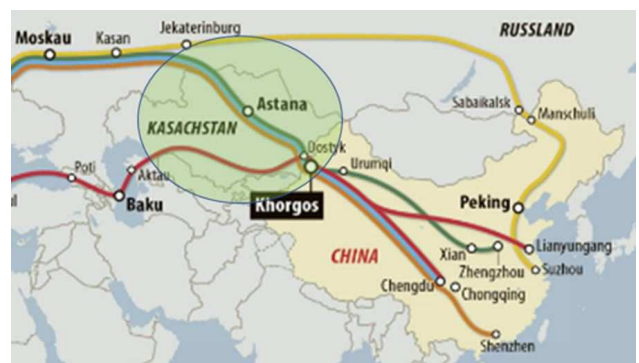 RUSSLAND
Jekaterinburg
Moskau
Kasan
Astana
KASACHSTAN
Sabaikalsk
Manschuli
Dostyk
Urumqi
Poti
Aktau
Baku
Khorgos
Peking
CHINA
Xian
Lianyungang
Zhengzhou
Suzhou
Chengdu
Chongqing
Shenzhen